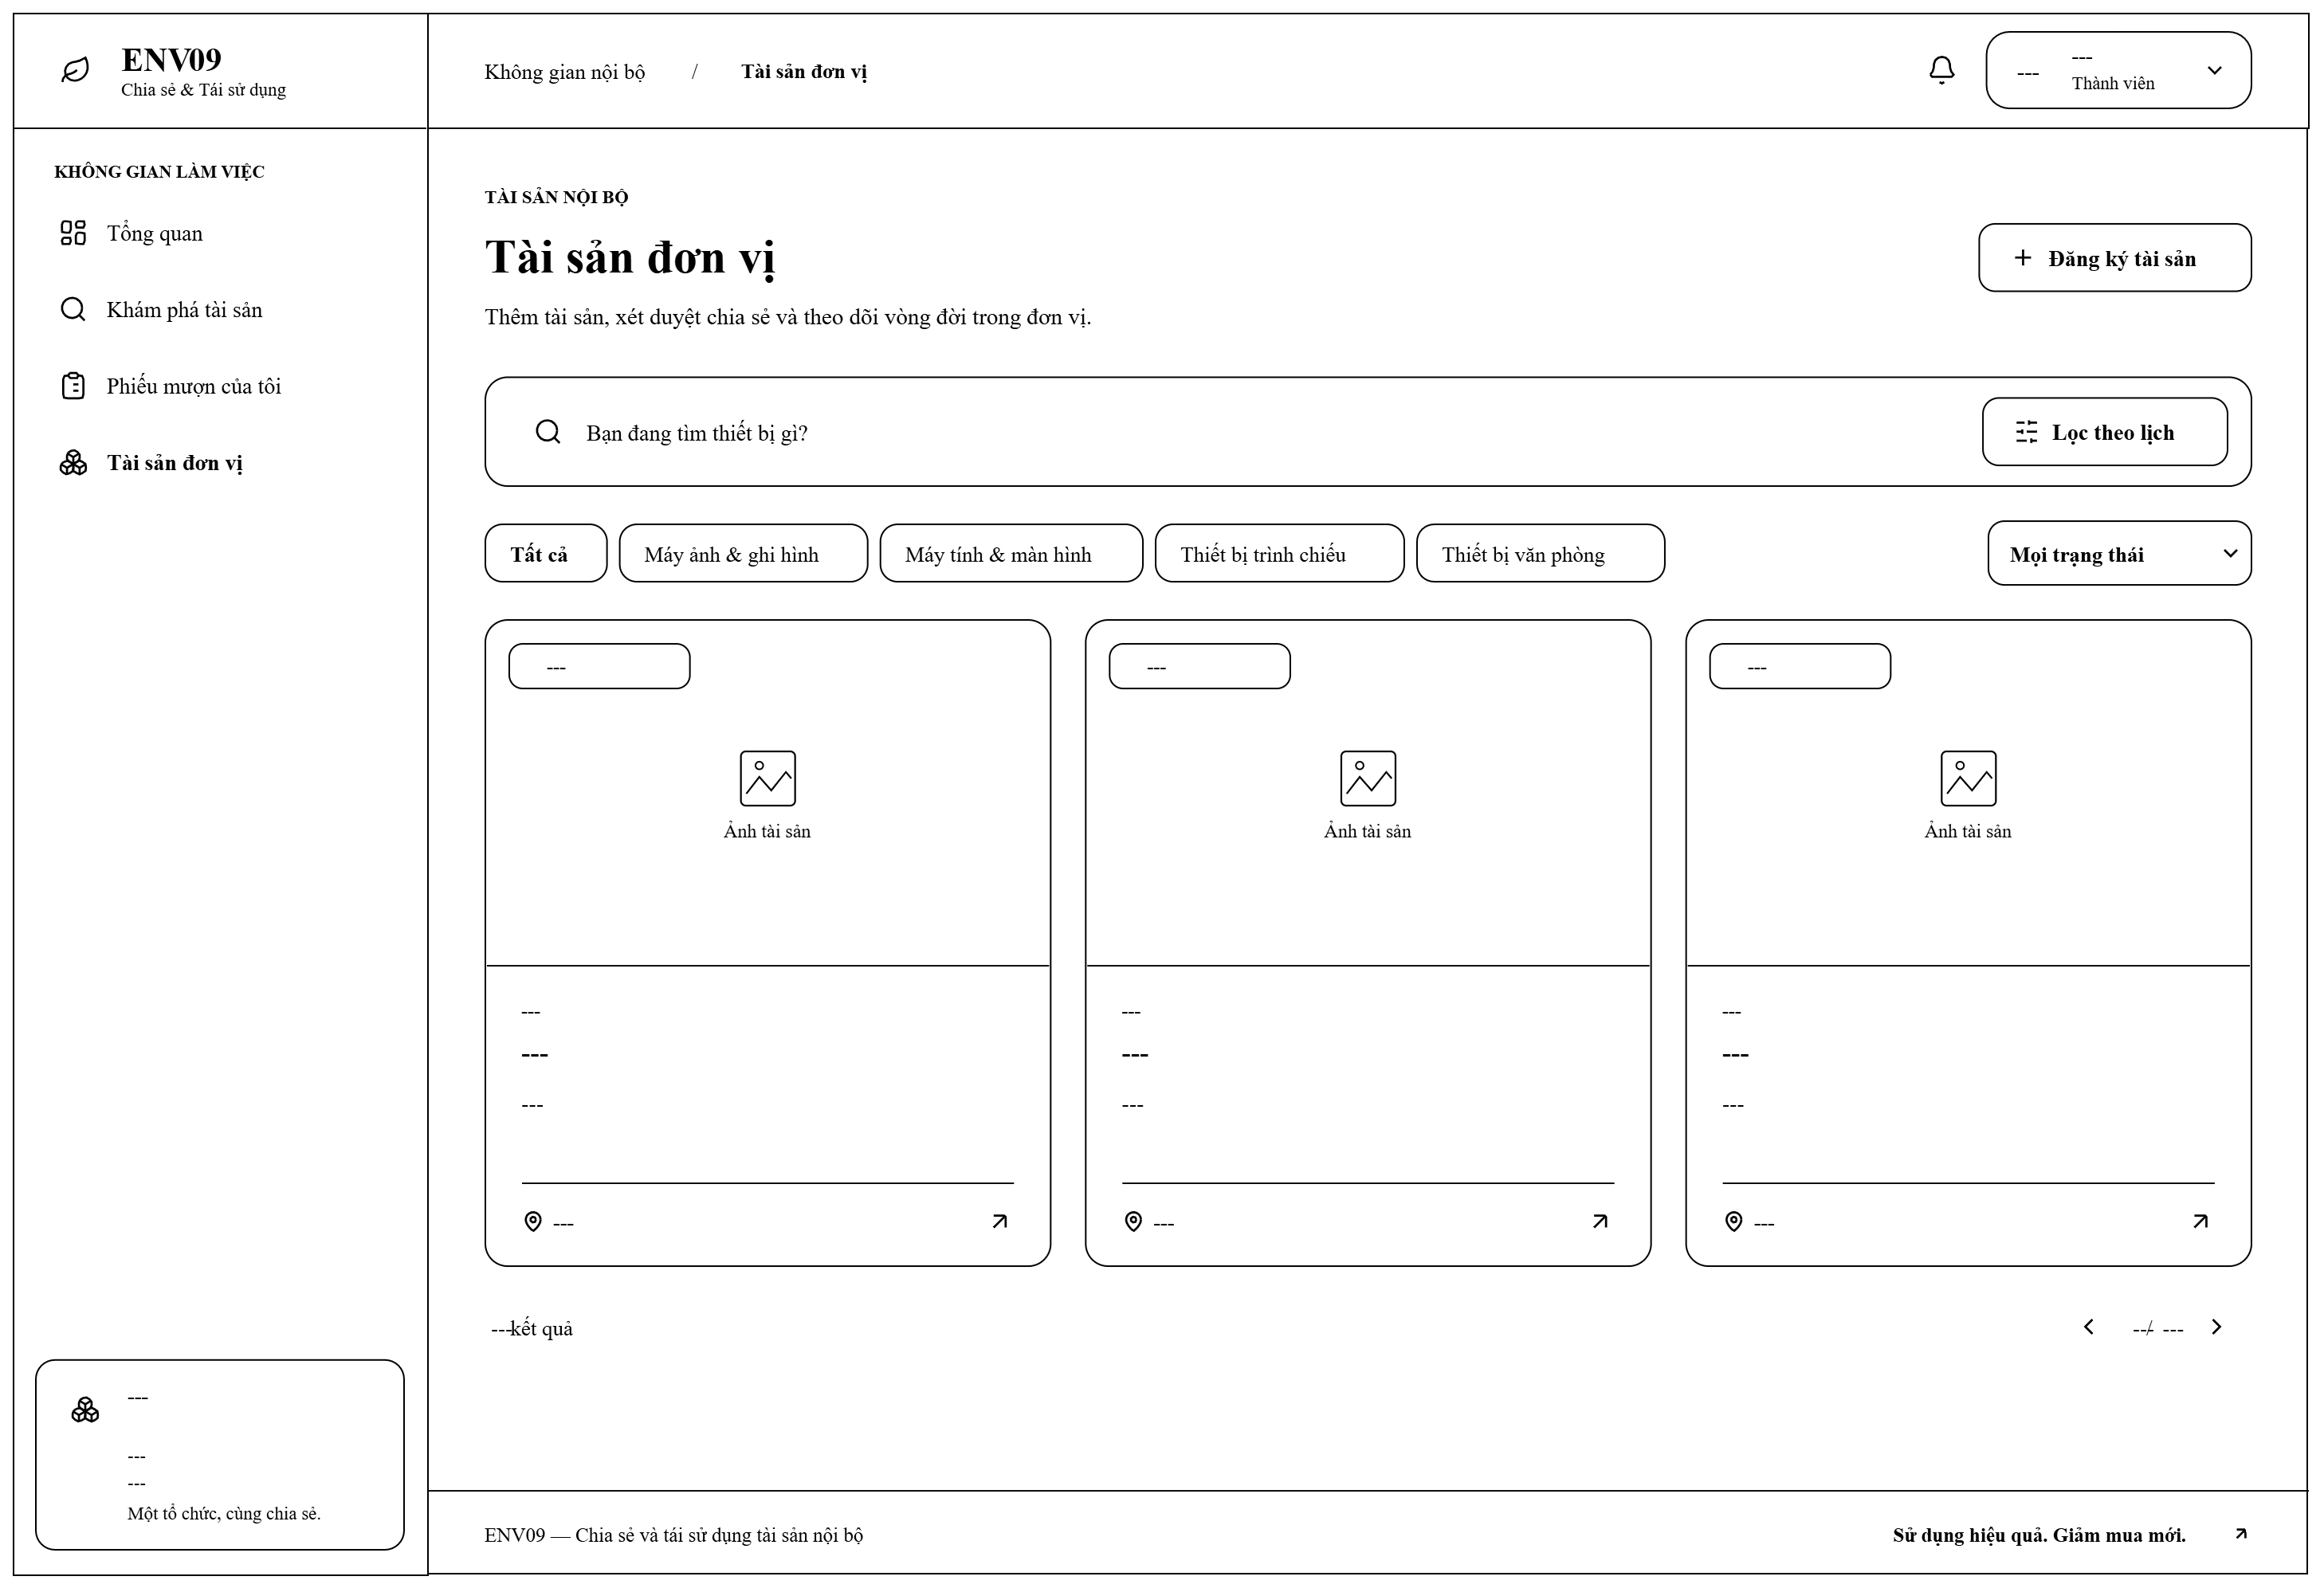 ENV09
Chia sẻ & Tái sử dụng
Không gian nội bộ / Tài sản đơn vị
---
---
Thành viên
KHÔNG GIAN LÀM VIỆC
Tổng quan
Khám phá tài sản
Phiếu mượn của tôi
Tài sản đơn vị
TÀI SẢN NỘI BỘ
Tài sản đơn vị
Đăng ký tài sản
Thêm tài sản, xét duyệt chia sẻ và theo dõi vòng đời trong đơn vị.
Bạn đang tìm thiết bị gì?
Lọc theo lịch
Tất cả
Máy ảnh & ghi hình
Máy tính & màn hình
Thiết bị trình chiếu
Thiết bị văn phòng
Mọi trạng thái
---
Ảnh tài sản
---
---
---
---
---
Ảnh tài sản
---
---
---
---
---
Ảnh tài sản
---
---
---
---
---kết quả
--/ ---
---
---
---
Một tổ chức, cùng chia sẻ.
ENV09 — Chia sẻ và tái sử dụng tài sản nội bộ
Sử dụng hiệu quả. Giảm mua mới.